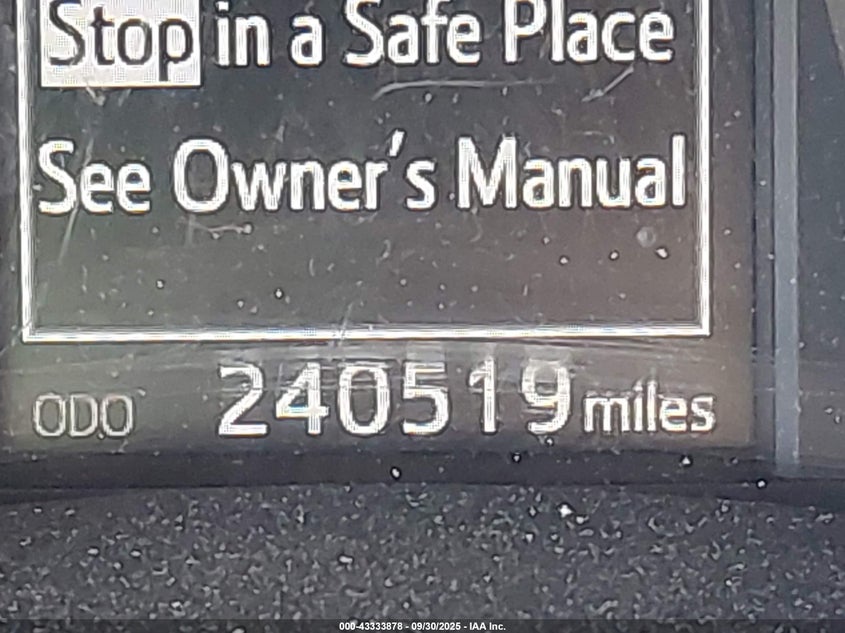 Stop in a Safe Place
See Owner's Manual
ODO 240519 miles
000-43333878 - 09/30/2025 - IAA Inc.